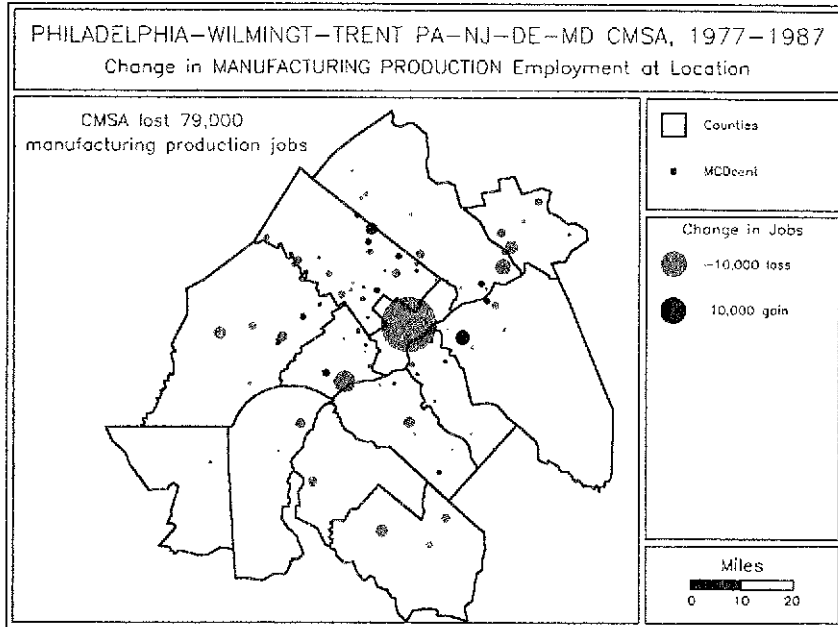 PHILADELPHIA-WILMINGT-TRENT PA-NJ-DE-MD CMSA, 1977-1987
Change in MANUFACTURING PRODUCTION Employment at Location
CMSA lost 79,000
manufacturing production jobs
Counties
MCDcent
Change in Jobs
-10,000 loss
10,000 gain
Miles
0 10 20